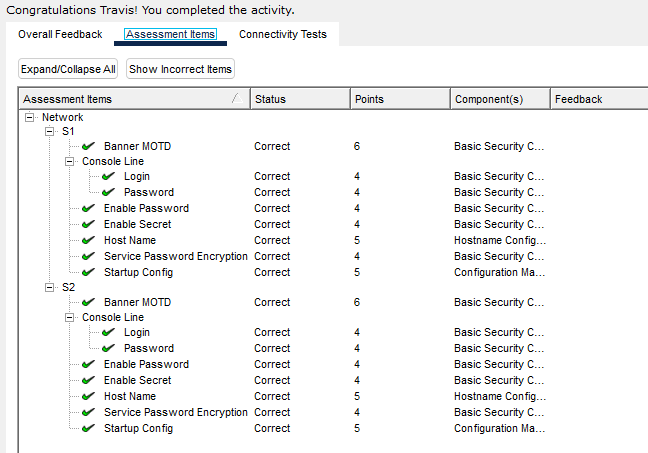 Congratulations Travis! You completed the activity.
Overall Feedback Assessment Items Connectivity Tests
Expand/Collapse All Show Incorrect Items
Assessment Items Status Points Component(s) Feedback
Network
S1
Banner MOTD Correct 6 Basic Security C...
Console Line
Login Correct 4 Basic Security C...
Password Correct 4 Basic Security C...
Enable Password Correct 4 Basic Security C...
Enable Secret Correct 4 Basic Security C...
Host Name Correct 5 Hostname Config...
Service Password Encryption Correct 4 Basic Security C...
Startup Config Correct 5 Configuration Ma...
S2
Banner MOTD Correct 6 Basic Security C...
Console Line
Login Correct 4 Basic Security C...
Password Correct 4 Basic Security C...
Enable Password Correct 4 Basic Security C...
Enable Secret Correct 4 Basic Security C...
Host Name Correct 5 Hostname Config...
Service Password Encryption Correct 4 Basic Security C...
Startup Config Correct 5 Configuration Ma...